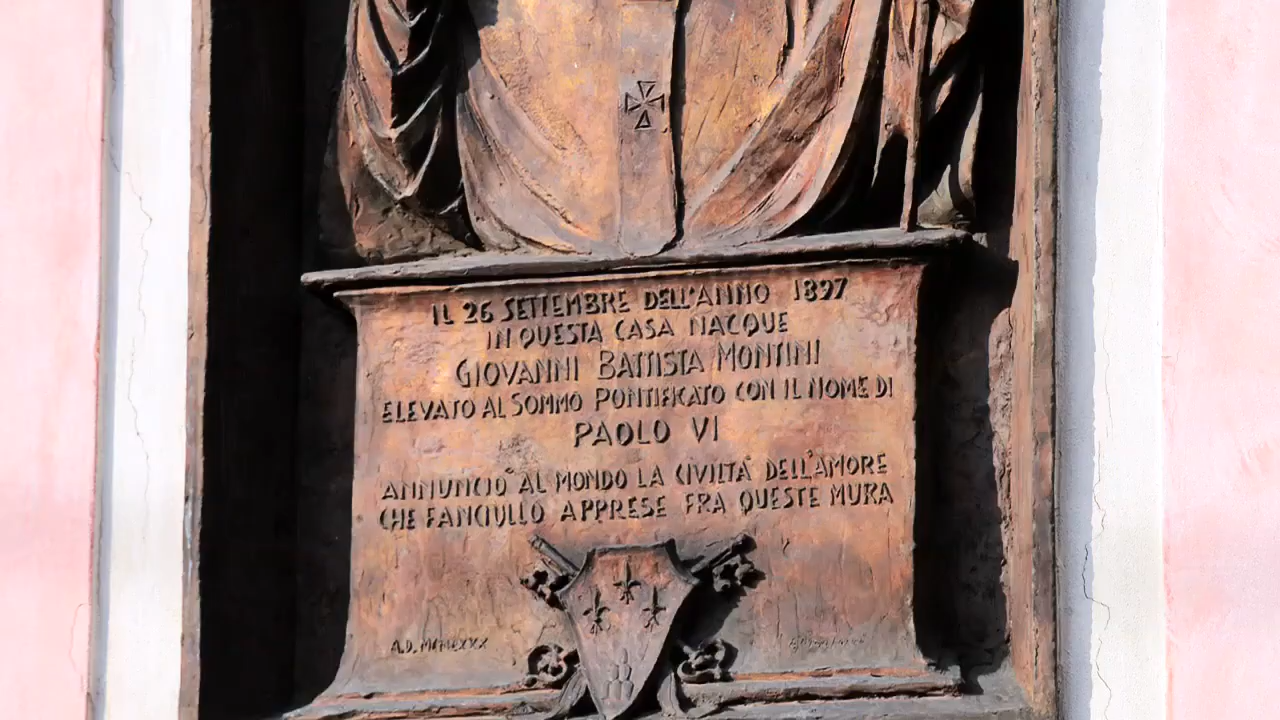 IL 26 SETTEMBRE DELL'ANNO 1897
IN QUESTA CASA NACQUE
GIOVANNI BATTISTA MONTINI
ELEVATO AL SOMMO PONTIFICATO CON IL NOME DI
PAOLO VI
ANNUNCIÒ AL MONDO LA CIVILTÀ DELL'AMORE
CHE FANCIULLO APPRESE FRA QUESTE MURA
A.D. MCMLXXX